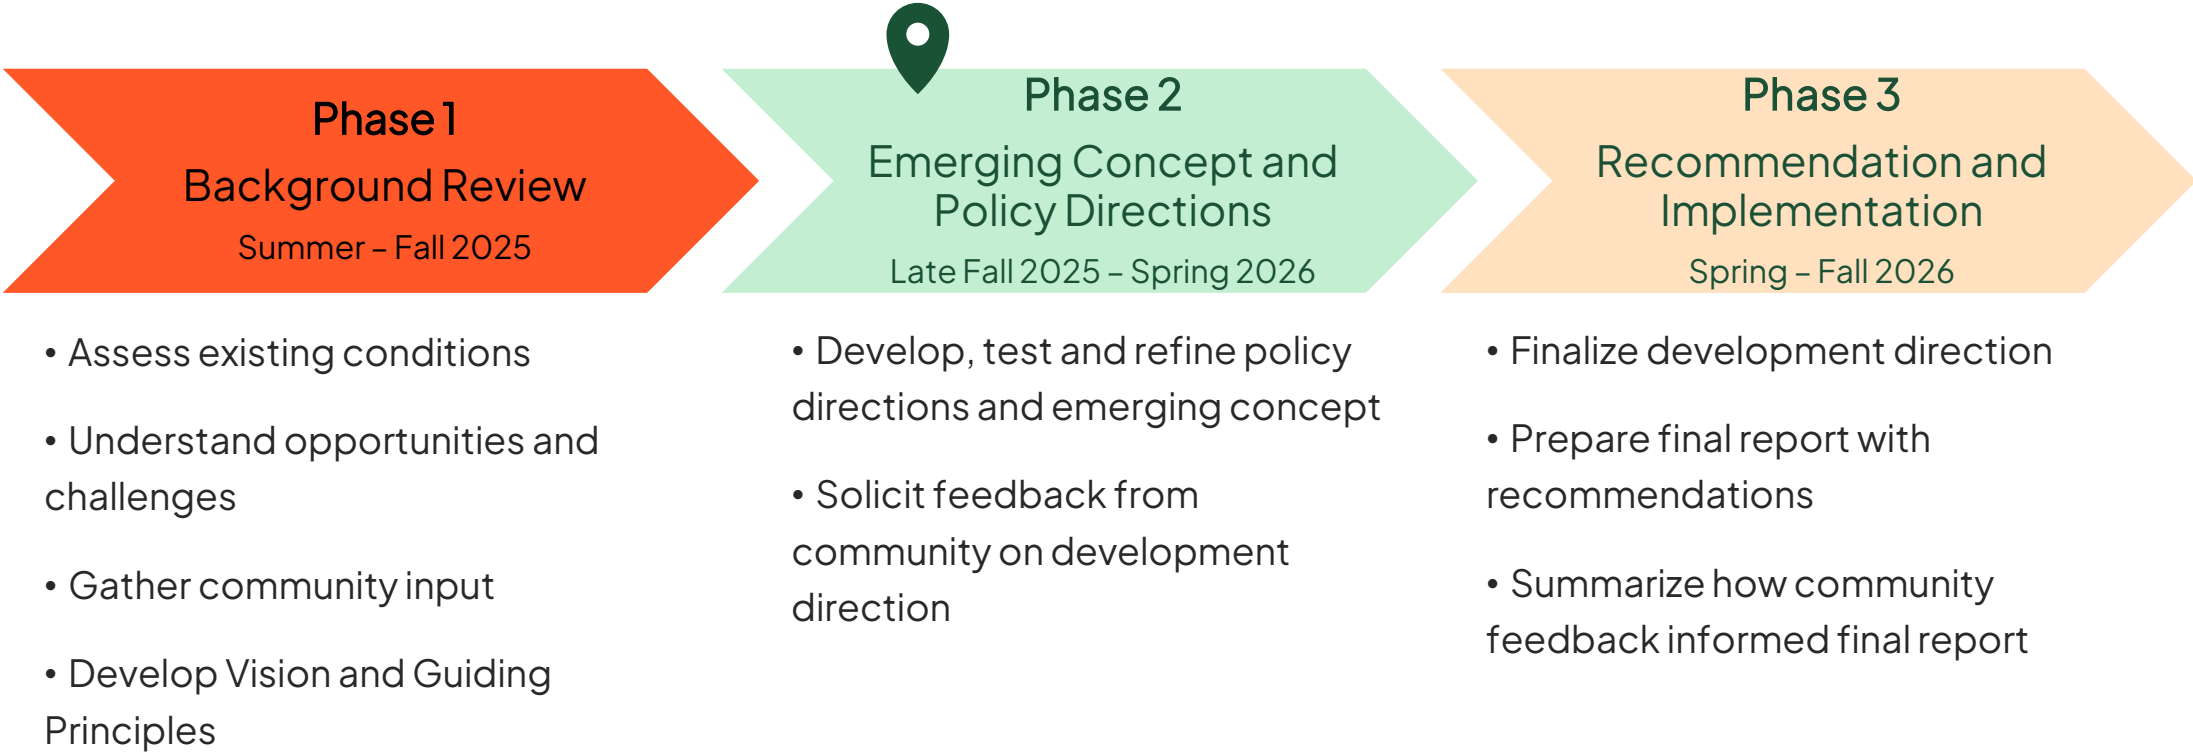 Phase 1
Background Review
Summer – Fall 2025
• Assess existing conditions
• Understand opportunities and
challenges
• Gather community input
• Develop Vision and Guiding
Principles
Phase 2
Emerging Concept and
Policy Directions
Late Fall 2025 – Spring 2026
• Develop, test and refine policy
directions and emerging concept
• Solicit feedback from
community on development
direction
Phase 3
Recommendation and
Implementation
Spring – Fall 2026
• Finalize development direction
• Prepare final report with
recommendations
• Summarize how community
feedback informed final report